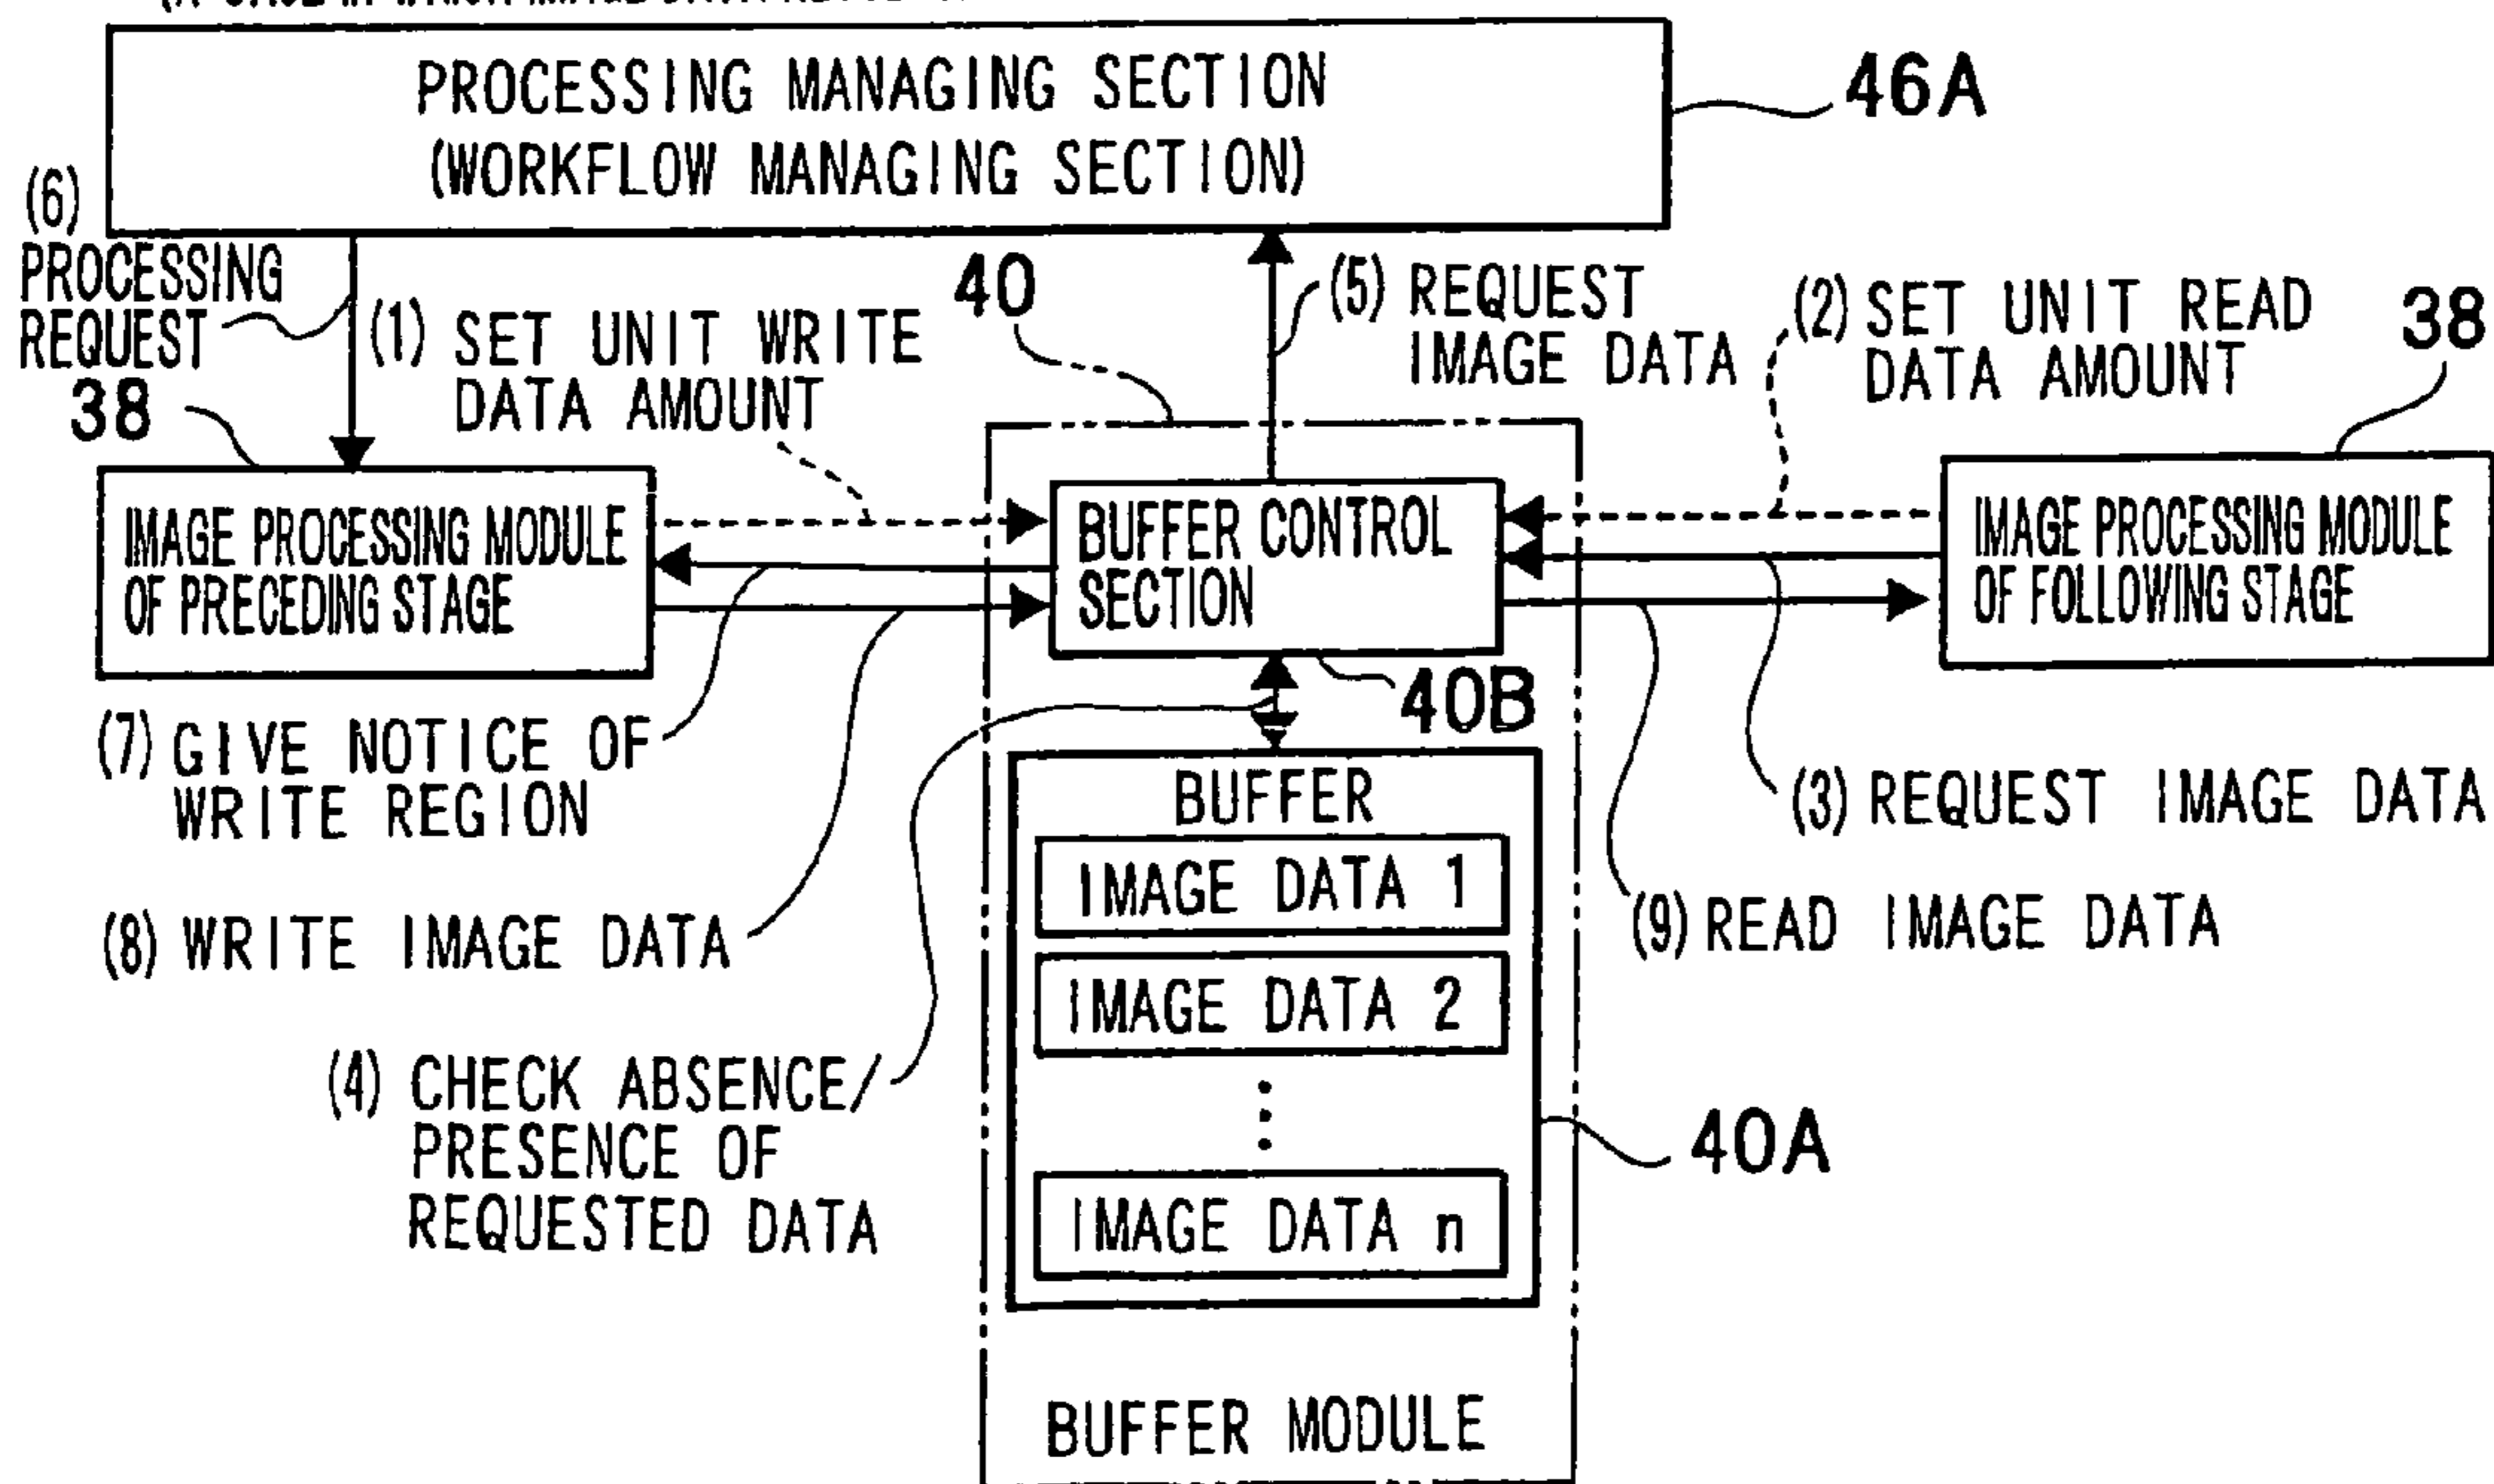 PROCESSING MANAGING SECTION
(WORKFLOW MANAGING SECTION)
46A
(6)
PROCESSING
REQUEST
(1) SET UNIT WRITE
DATA AMOUNT
40
(5) REQUEST
IMAGE DATA
(2) SET UNIT READ
DATA AMOUNT
38
38
IMAGE PROCESSING MODULE
OF PRECEDING STAGE
BUFFER CONTROL
SECTION
IMAGE PROCESSING MODULE
OF FOLLOWING STAGE
40B
(7) GIVE NOTICE OF
WRITE REGION
BUFFER
(3) REQUEST IMAGE DATA
IMAGE DATA 1
(8) WRITE IMAGE DATA
(9) READ IMAGE DATA
IMAGE DATA 2
(4) CHECK ABSENCE/
PRESENCE OF
REQUESTED DATA
40A
IMAGE DATA n
BUFFER MODULE